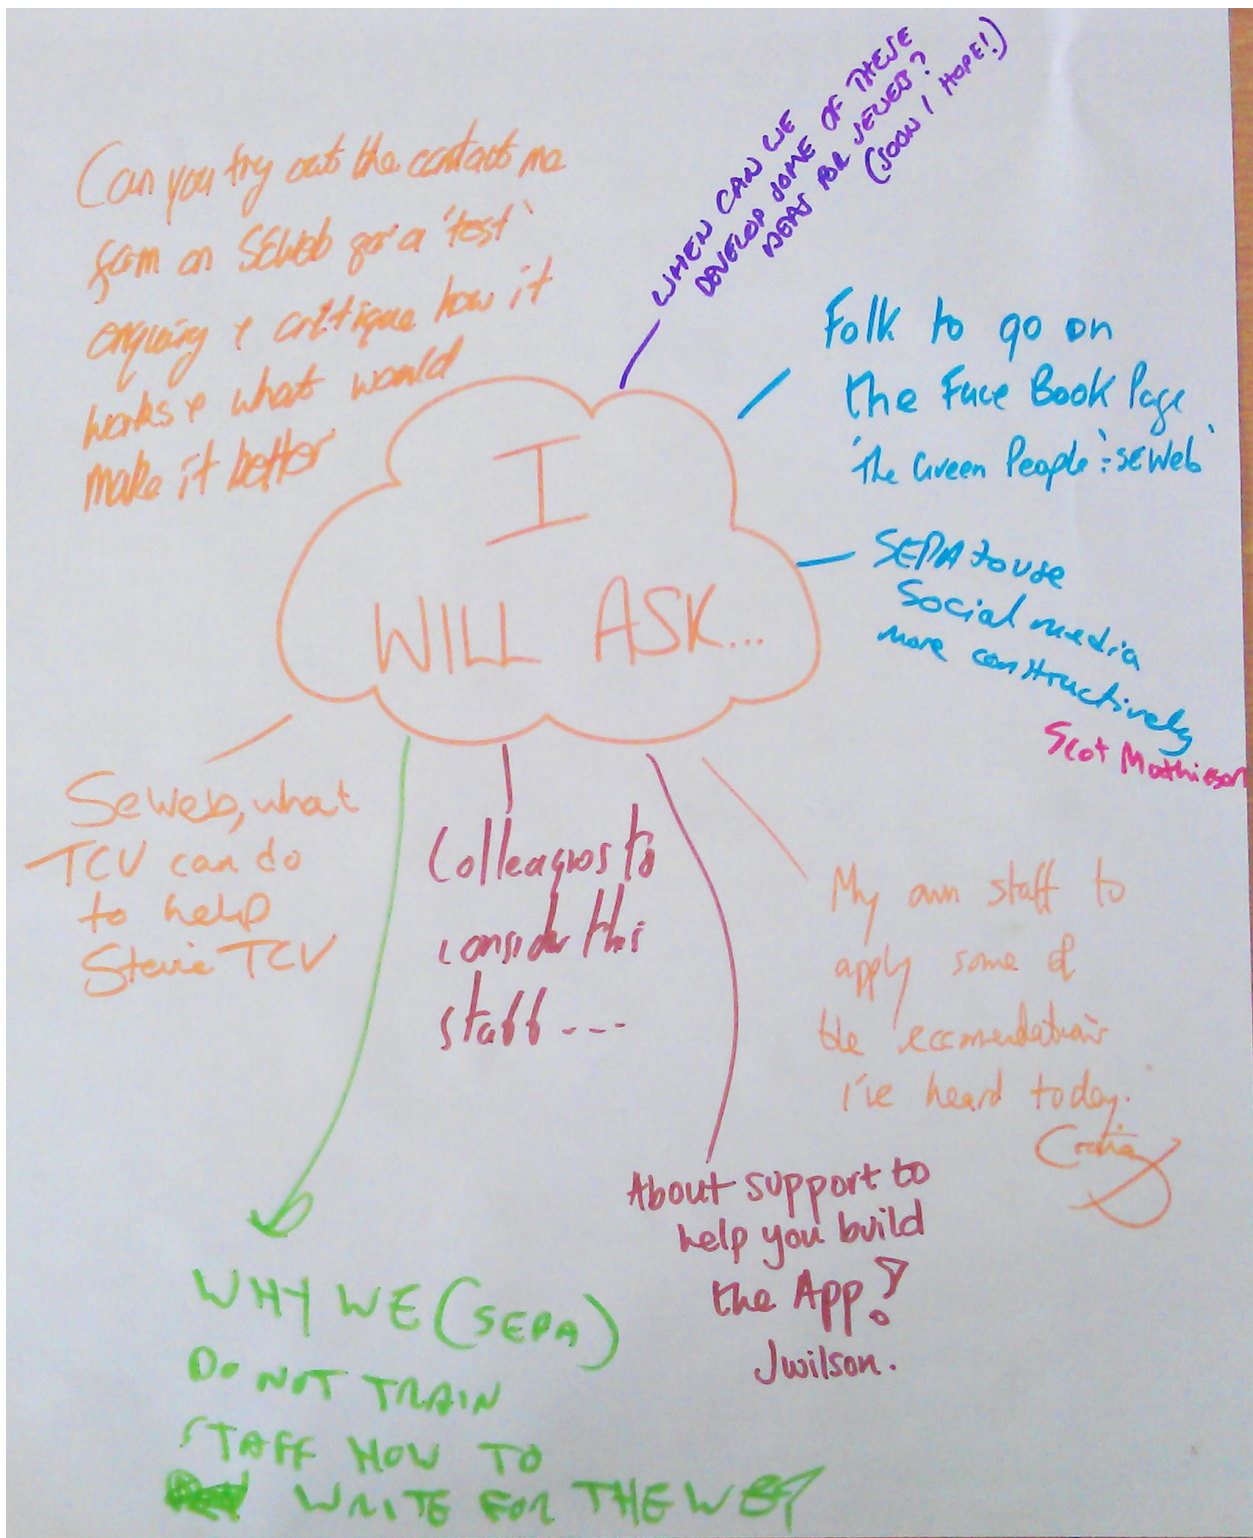 WHEN CAN WE
DEVELOP SOME OF THESE
IDEAS FOR SEWEB?
(SOON I HOPE!)
Can you try out the contact me
form on SEWeb for a 'test'
enquiry & critique how it
works & what would
make it better
Folk to go on
the Face Book Page
'the Green People':seWeb'
I
WILL ASK...
SEPA to use
Social media
more constructively
Scot Mathieson
SeWeb, what
TCV can do
to help
Stevie TCV
Colleagues to
consider this
staff ---
My own staff to
apply some of
the reccomendations
I've heard today.
About support to
help you build
the App?
Jwilson.
WHY WE (SEPA)
DO NOT TRAIN
STAFF HOW TO
WRITE FOR THE WEB